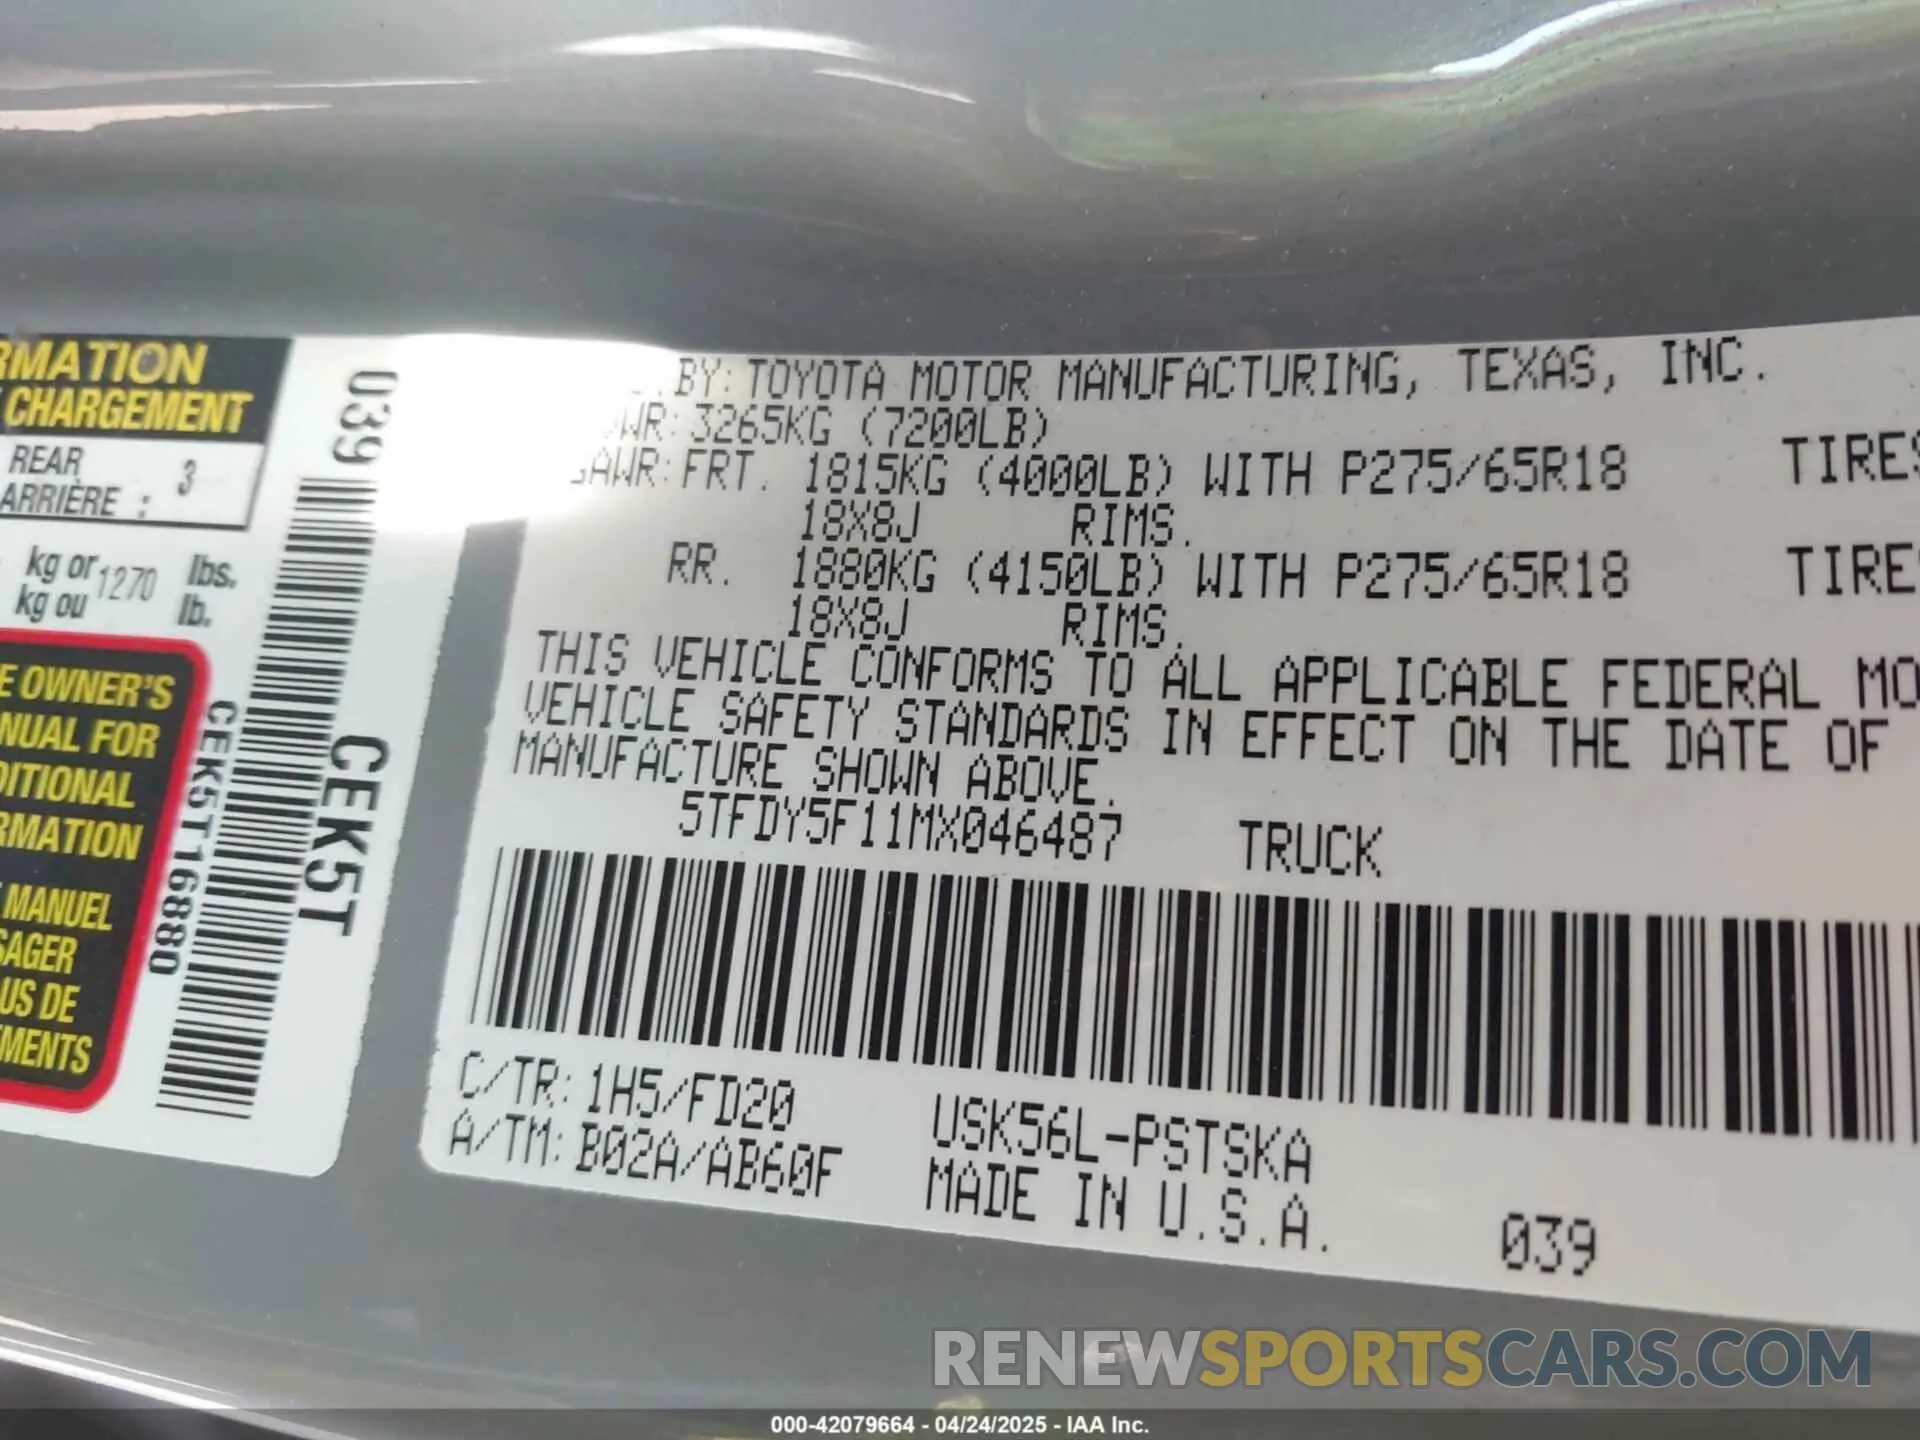 RMATION
CHARGEMENT
REAR
ARRIÈRE : 3
kg or 1270 lbs.
kg ou lb.
E OWNER'S
NUAL FOR
DITIONAL
RMATION
MANUEL
SAGER
US DE
EMENTS
039
CEK5T
CEK5T16880
. BY: TOYOTA MOTOR MANUFACTURING, TEXAS, INC.
WR: 3265KG (7200LB)
GAWR: FRT. 1815KG (4000LB) WITH P275/65R18 TIRES
18X8J RIMS.
RR. 1880KG (4150LB) WITH P275/65R18 TIRES
18X8J RIMS.
THIS VEHICLE CONFORMS TO ALL APPLICABLE FEDERAL MO
VEHICLE SAFETY STANDARDS IN EFFECT ON THE DATE OF
MANUFACTURE SHOWN ABOVE.
5TFDY5F11MX046487 TRUCK
C/TR: 1H5/FD20 USK56L-PSTSKA
A/TM: B02A/AB60F MADE IN U.S.A. 039
RENEWSPORTSCARS.COM
000-42079664 - 04/24/2025 - IAA Inc.